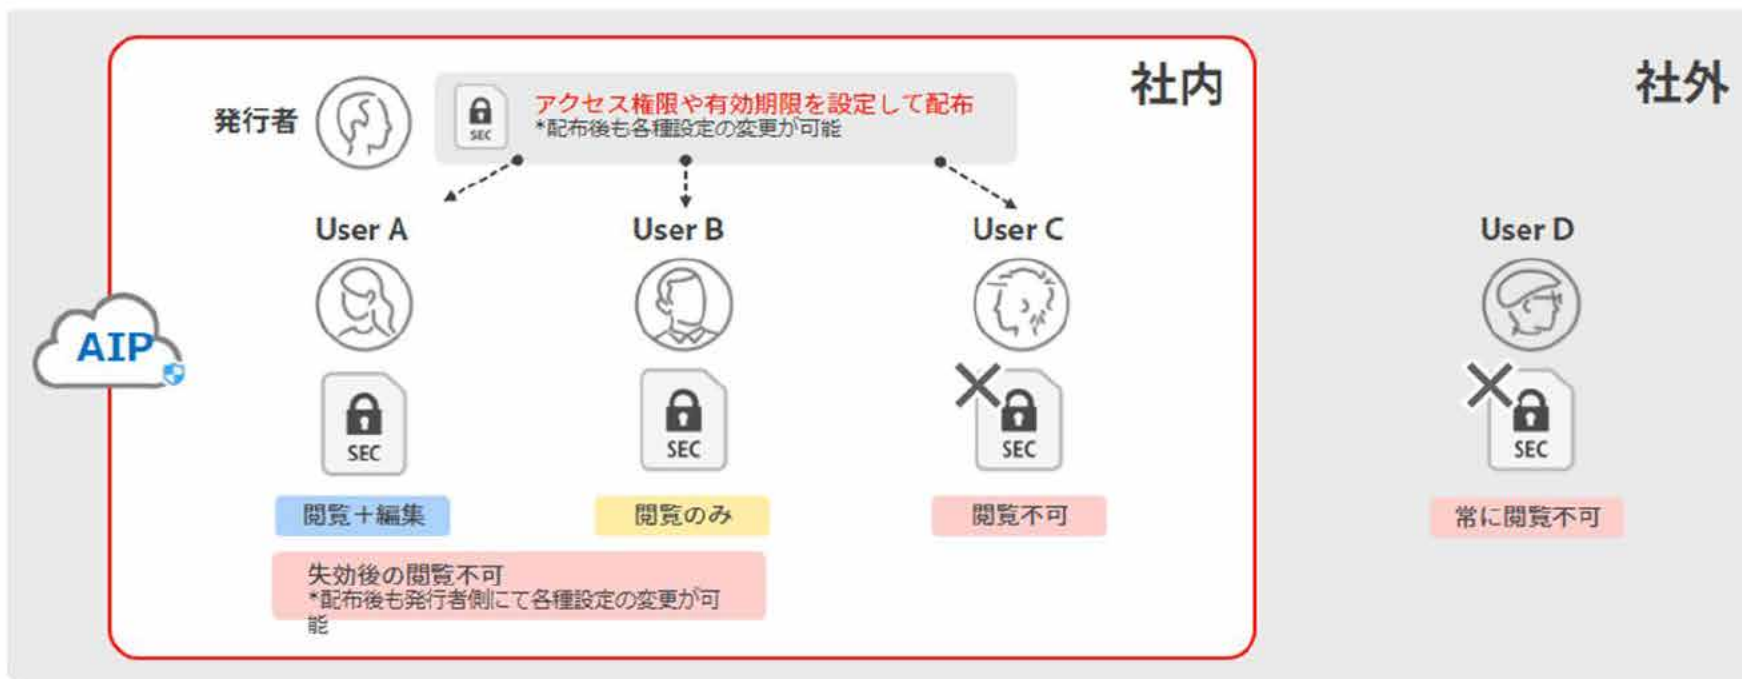 社内
社外
発行者
SEC
アクセス権限や有効期限を設定して配布
*配布後も各種設定の変更が可能
User A
User B
User C
User D
AIP
SEC
SEC
SEC
SEC
閲覧+編集
閲覧のみ
閲覧不可
常に閲覧不可
失効後の閲覧不可
*配布後も発行者側にて各種設定の変更が可
能